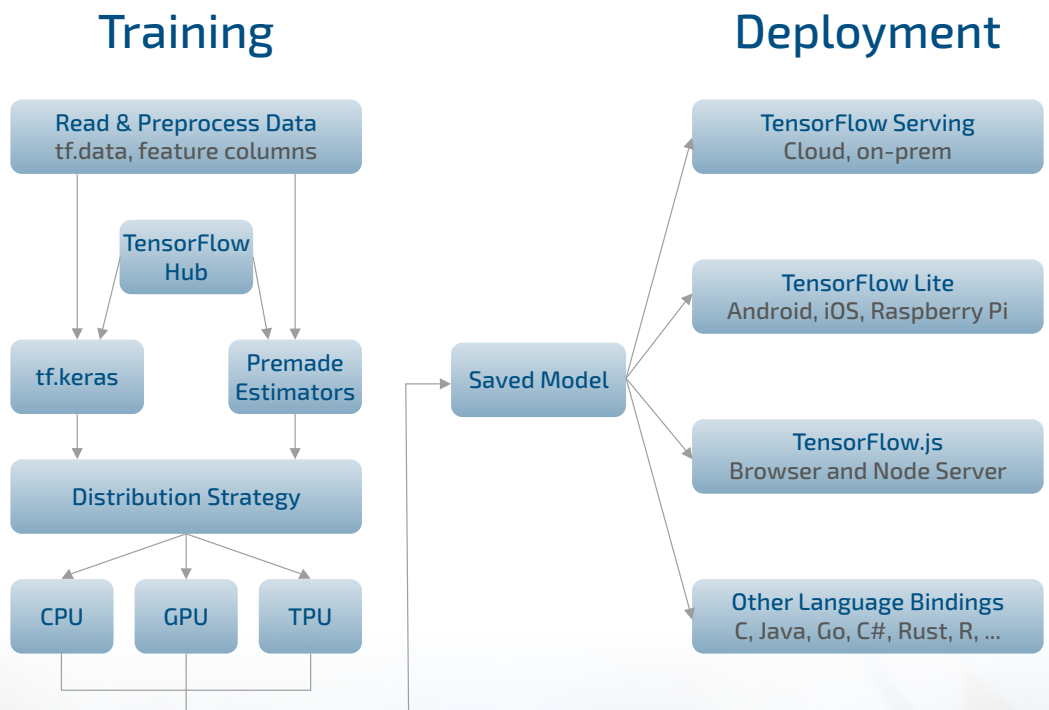 Training
Deployment
Read & Preprocess Data
tf.data, feature columns
TensorFlow
Hub
tf.keras
Premade
Estimators
Distribution Strategy
CPU
GPU
TPU
Saved Model
TensorFlow Serving
Cloud, on-prem
TensorFlow Lite
Android, iOS, Raspberry Pi
TensorFlow.js
Browser and Node Server
Other Language Bindings
C, Java, Go, C#, Rust, R, ...